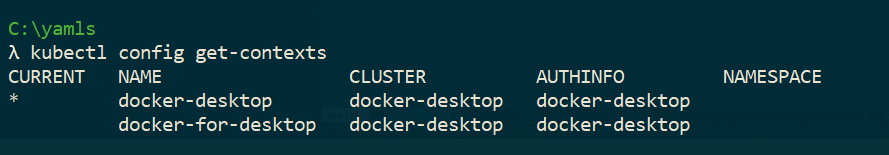 C:\yamls
λ kubectl config get-contexts
CURRENT   NAME                 CLUSTER          AUTHINFO         NAMESPACE
*         docker-desktop       docker-desktop   docker-desktop
          docker-for-desktop   docker-desktop   docker-desktop